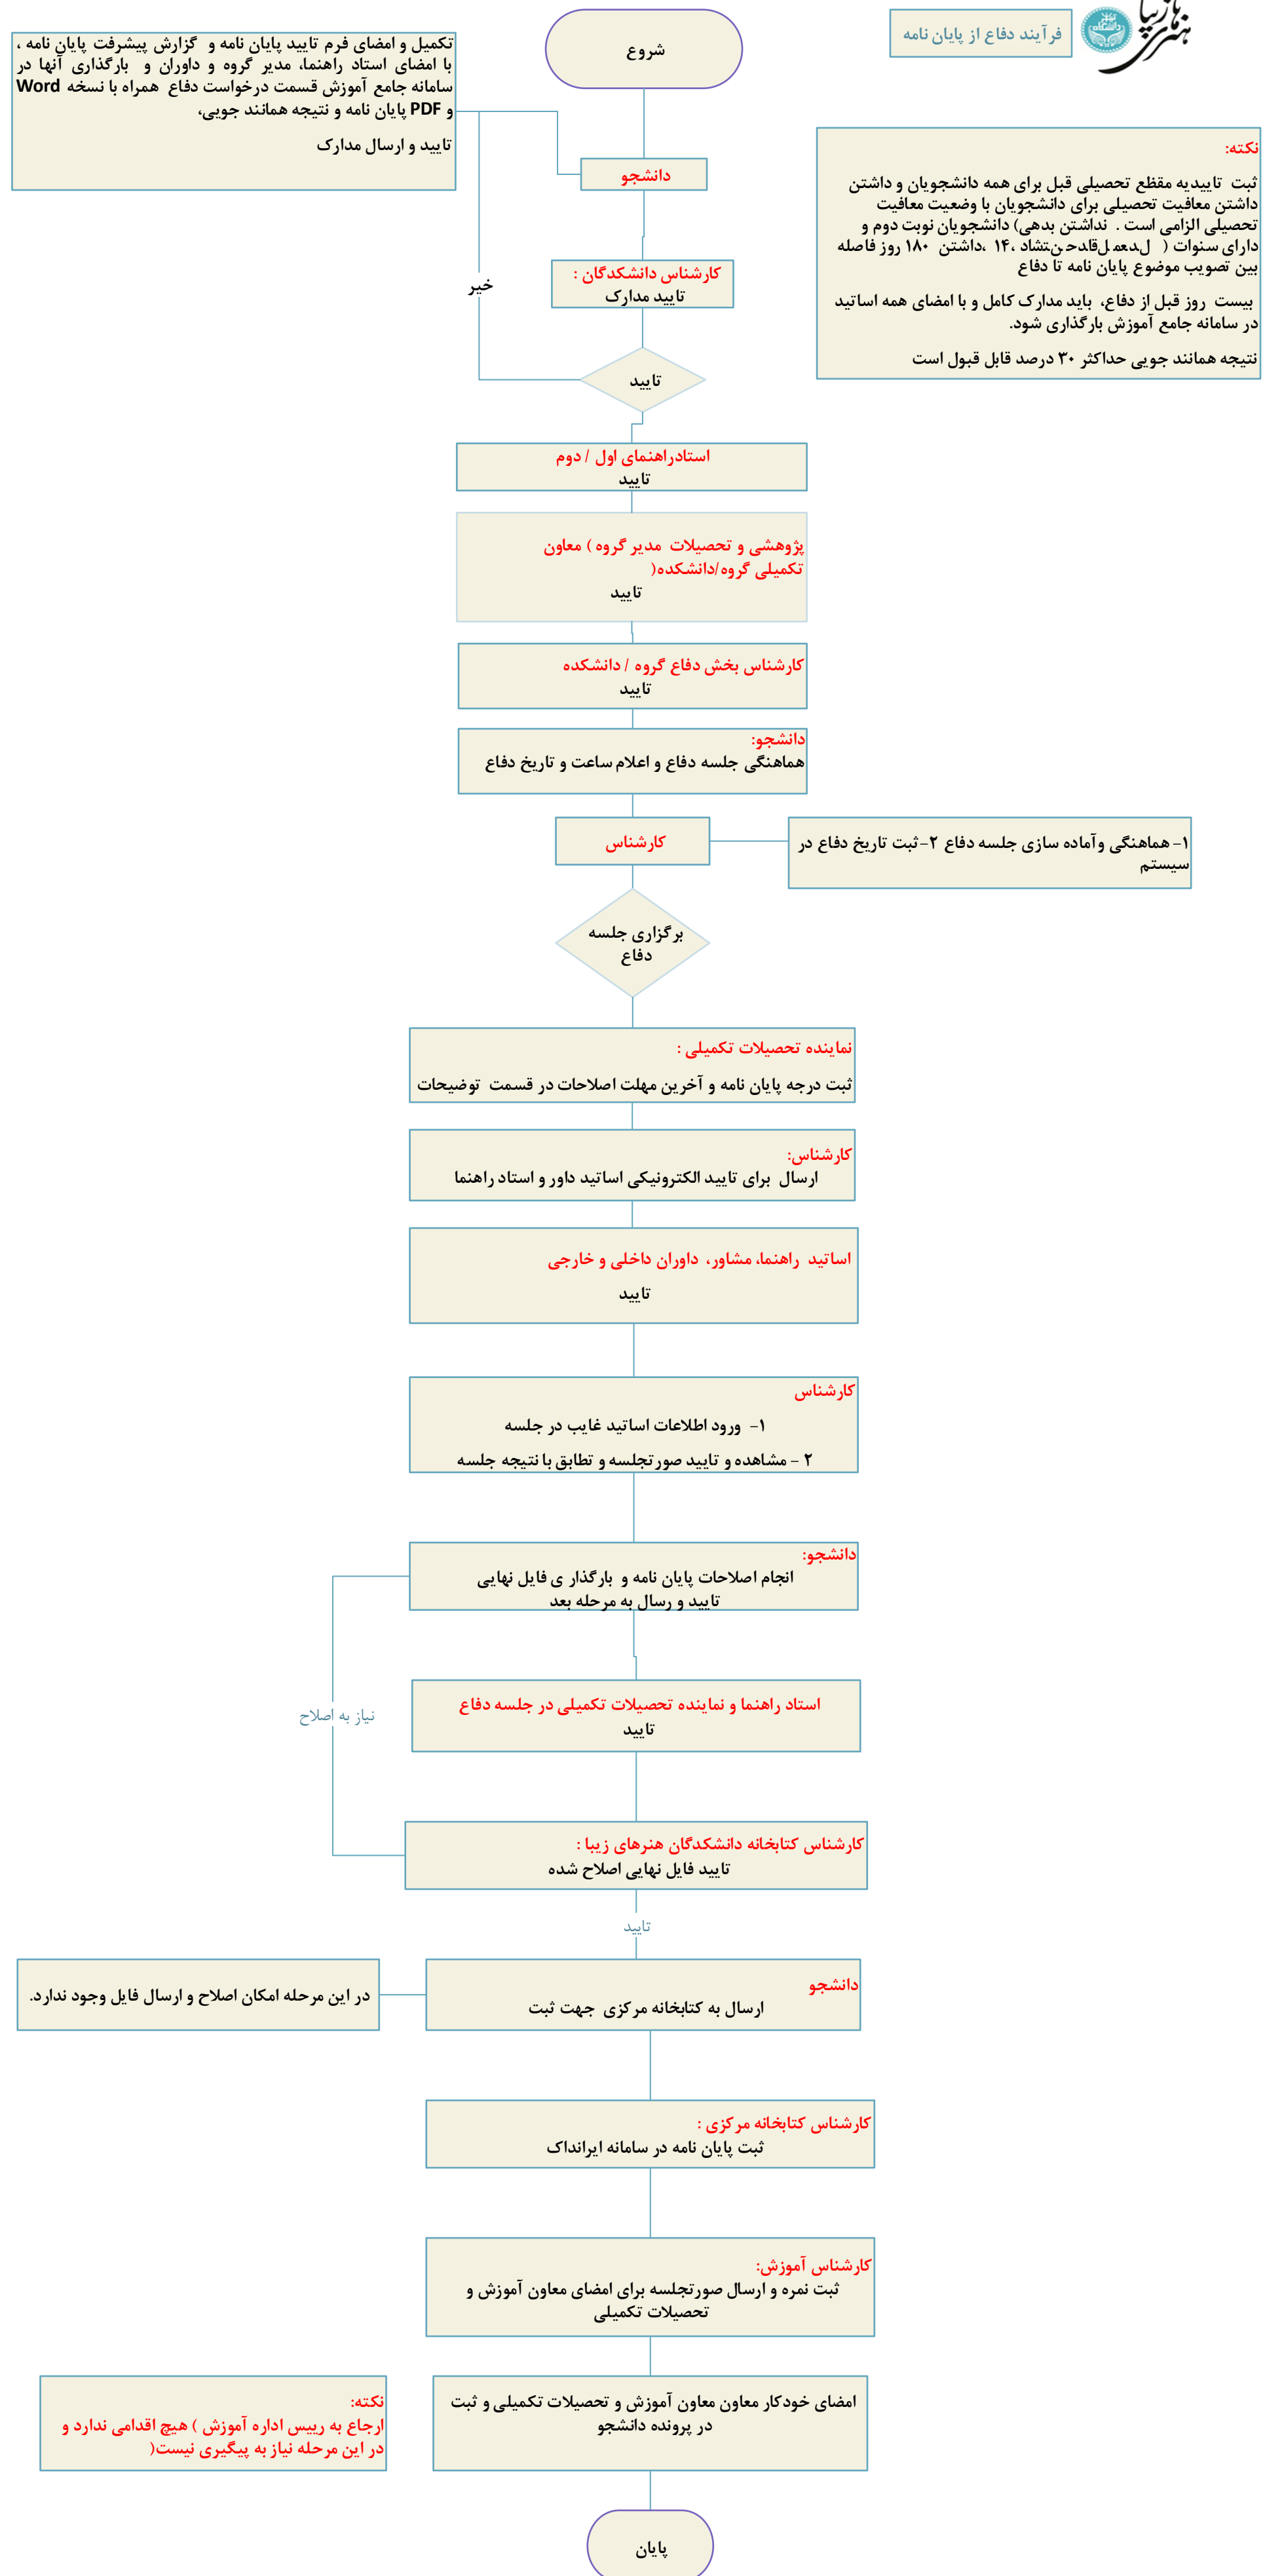 فرآیند دفاع از پایان نامه
شروع
تکمیل و امضای فرم تایید پایان نامه و گزارش پیشرفت پایان نامه ،
با امضای استاد راهنما، مدیر گروه و داوران و بارگذاری آنها در
سامانه جامع آموزش قسمت درخواست دفاع همراه با نسخه Word
و PDF پایان نامه و نتیجه همانند جویی،
تایید و ارسال مدارک
دانشجو
نکته:
ثبت تاییدیه مقطع تحصیلی قبل برای همه دانشجویان و داشتن
داشتن معافیت تحصیلی برای دانشجویان با وضعیت معافیت
تحصیلی الزامی است . نداشتن بدهی) دانشجویان نوبت دوم و
دارای سنوات ( ،۱۴ ،داشتن ۱۸۰ روز فاصله
بین تصویب موضوع پایان نامه تا دفاع
بیست روز قبل از دفاع، باید مدارک کامل و با امضای همه اساتید
در سامانه جامع آموزش بارگذاری شود.
نتیجه همانند جویی حداکثر ۳۰ درصد قابل قبول است
کارشناس دانشکدگان :
تایید مدارک
خیر
تایید
استادراهنمای اول / دوم
تایید
پژوهشی و تحصیلات مدیر گروه ) معاون
تکمیلی گروه/دانشکده(
تایید
کارشناس بخش دفاع گروه / دانشکده
تایید
دانشجو:
هماهنگی جلسه دفاع و اعلام ساعت و تاریخ دفاع
کارشناس
۱- هماهنگی وآماده سازی جلسه دفاع ۲-ثبت تاریخ دفاع در
سیستم
برگزاری جلسه
دفاع
نماینده تحصیلات تکمیلی :
ثبت درجه پایان نامه و آخرین مهلت اصلاحات در قسمت توضیحات
کارشناس:
ارسال برای تایید الکترونیکی اساتید داور و استاد راهنما
اساتید راهنما، مشاور، داوران داخلی و خارجی
تایید
کارشناس
۱- ورود اطلاعات اساتید غایب در جلسه
۲ - مشاهده و تایید صورتجلسه و تطابق با نتیجه جلسه
دانشجو:
انجام اصلاحات پایان نامه و بارگذار ی فایل نهایی
تایید و رسال به مرحله بعد
استاد راهنما و نماینده تحصیلات تکمیلی در جلسه دفاع
تایید
نیاز به اصلاح
کارشناس کتابخانه دانشکدگان هنرهای زیبا :
تایید فایل نهایی اصلاح شده
تایید
دانشجو
ارسال به کتابخانه مرکزی جهت ثبت
در این مرحله امکان اصلاح و ارسال فایل وجود ندارد.
کارشناس کتابخانه مرکزی :
ثبت پایان نامه در سامانه ایرانداک
کارشناس آموزش:
ثبت نمره و ارسال صورتجلسه برای امضای معاون آموزش و
تحصیلات تکمیلی
امضای خودکار معاون معاون آموزش و تحصیلات تکمیلی و ثبت
در پرونده دانشجو
نکته:
ارجاع به رییس اداره آموزش ) هیچ اقدامی ندارد و
در این مرحله نیاز به پیگیری نیست(
پایان